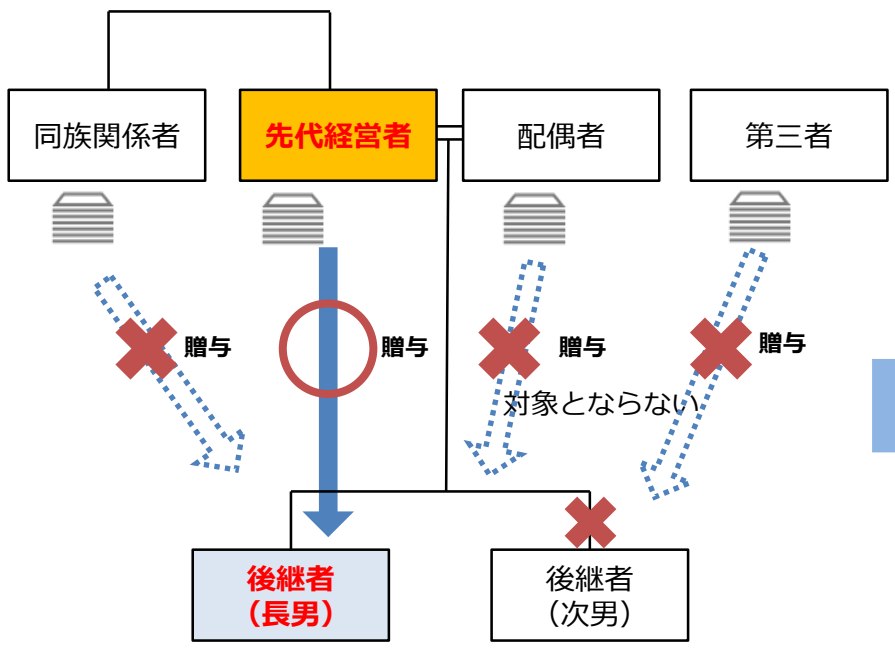 同族関係者
先代経営者
配偶者
第三者
贈与
贈与
贈与
贈与
対象とならない
後継者
（長男）
後継者
（次男）